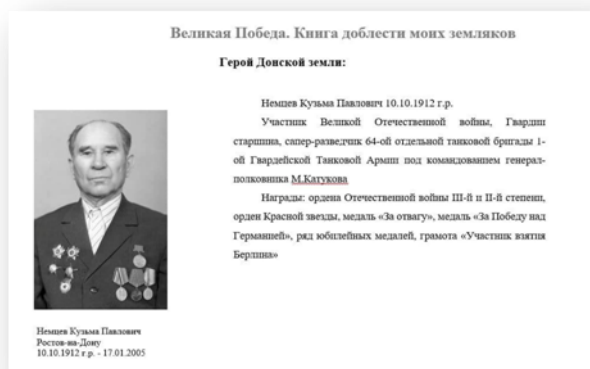 Великая Победа. Книга доблести моих земляков
Герой Донской земли:
Немцев Кузьма Павлович 10.10.1912 г.р.
Участник Великой Отечественной войны, Гвардии
старшина, сапер-разведчик 64-ой отдельной танковой бригады 1-
ой Гвардейской Танковой Армии под командованием генерал-
полковника М.Катукова
Награды: ордена Отечественной войны III-й и II-й степени,
орден Красной звезды, медаль «За отвагу», медаль «За Победу над
Германией», ряд юбилейных медалей, грамота «Участник взятия
Берлина»
Немцев Кузьма Павлович
Ростов-на-Дону
10.10.1912 г.р. - 17.01.2005